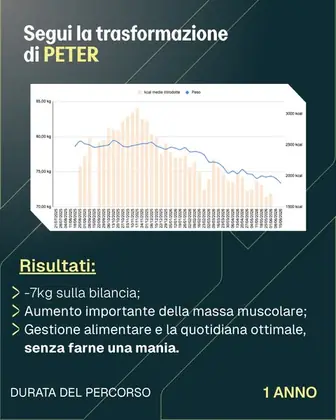 Segui la trasformazione
di PETER
kcal medie introdotte
Peso
85,00 kg
80,00 kg
75,00 kg
70,00 kg
3000 kcal
2500 kcal
2000 kcal
1500 kcal
Risultati:
-7kg sulla bilancia;
Aumento importante della massa muscolare;
Gestione alimentare e la quotidiana ottimale,
senza farne una mania.
DURATA DEL PERCORSO
1 ANNO